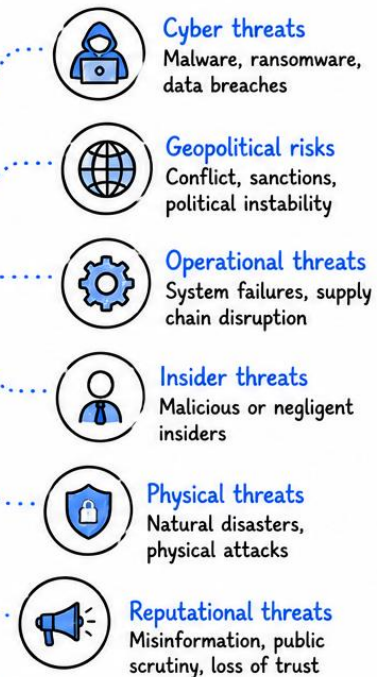 Cyber threats
Malware, ransomware,
data breaches
Geopolitical risks
Conflict, sanctions,
political instability
Operational threats
System failures, supply
chain disruption
Insider threats
Malicious or negligent
insiders
Physical threats
Natural disasters,
physical attacks
Reputational threats
Misinformation, public
scrutiny, loss of trust